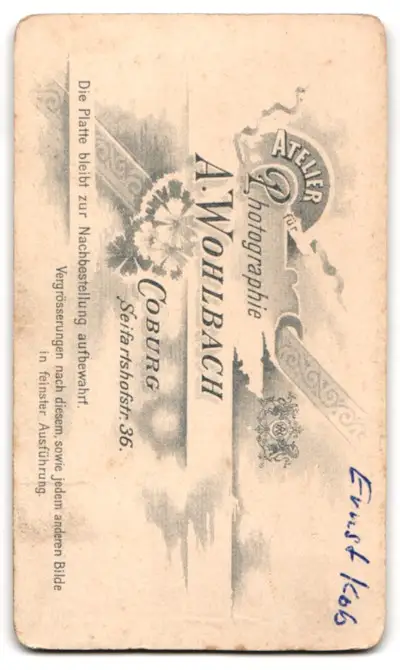 ATELIER
für
Photographie
A. WOHLBACH
COBURG
Seifartshofstr. 36.
Die Platte bleibt zur Nachbestellung aufbewahrt.
Vergrösserungen nach diesem, sowie jedem anderen Bilde
in feinster Ausführung.
Ernst Kob